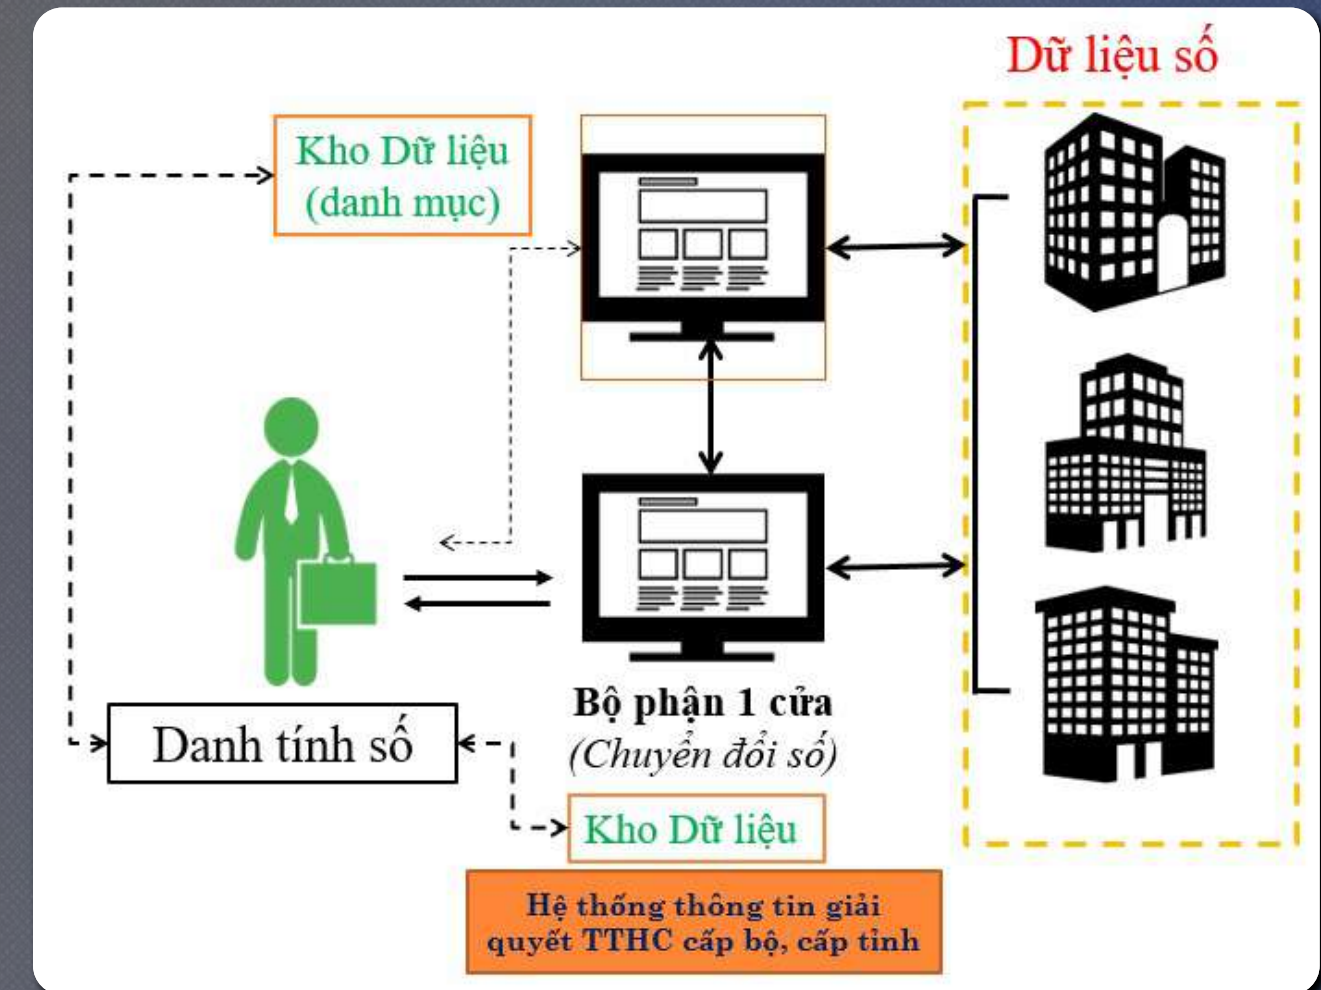 Dữ liệu số
Kho Dữ liệu
(danh mục)
Danh tính số
Bộ phận 1 cửa
(Chuyển đổi số)
Kho Dữ liệu
Hệ thống thông tin giải
quyết TTHC cấp bộ, cấp tỉnh